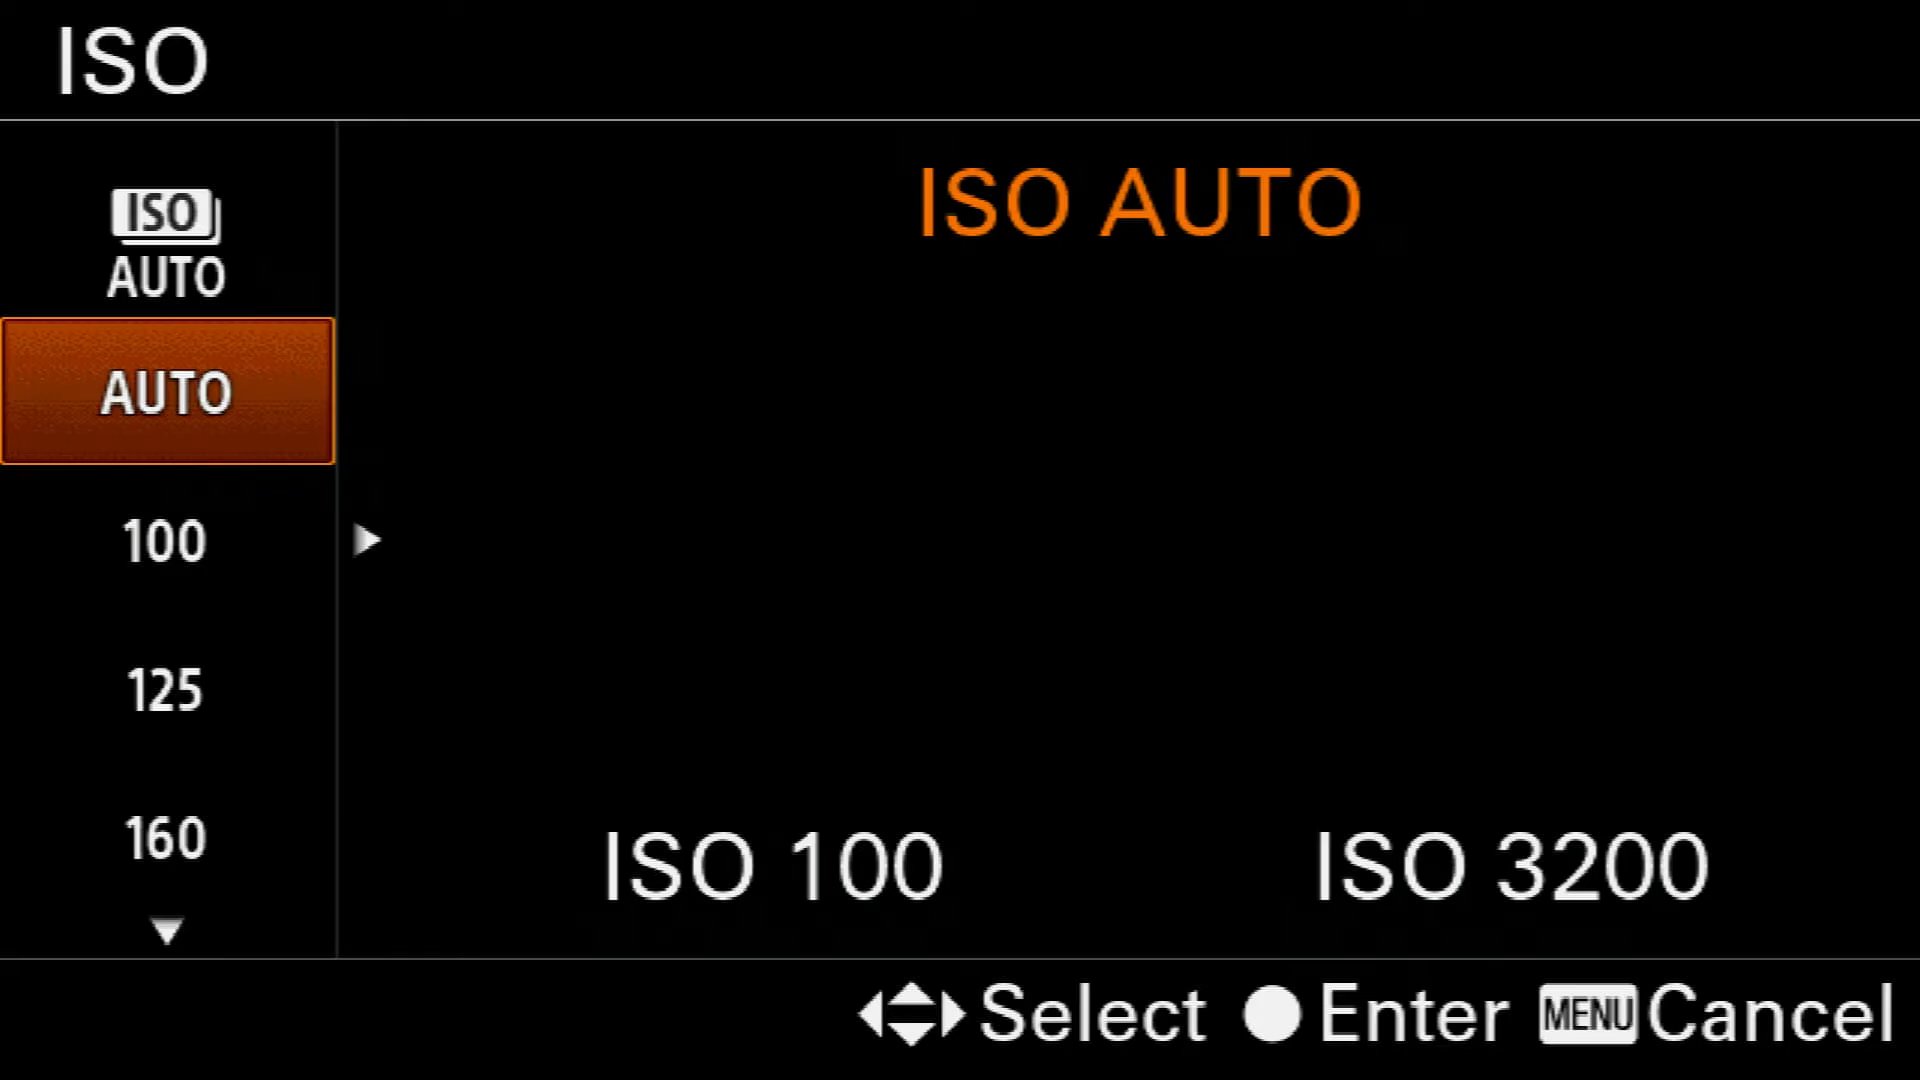 ISO
ISO
AUTO
AUTO
100
125
160
ISO AUTO
ISO 100
ISO 3200
Select
Enter
MENU Cancel